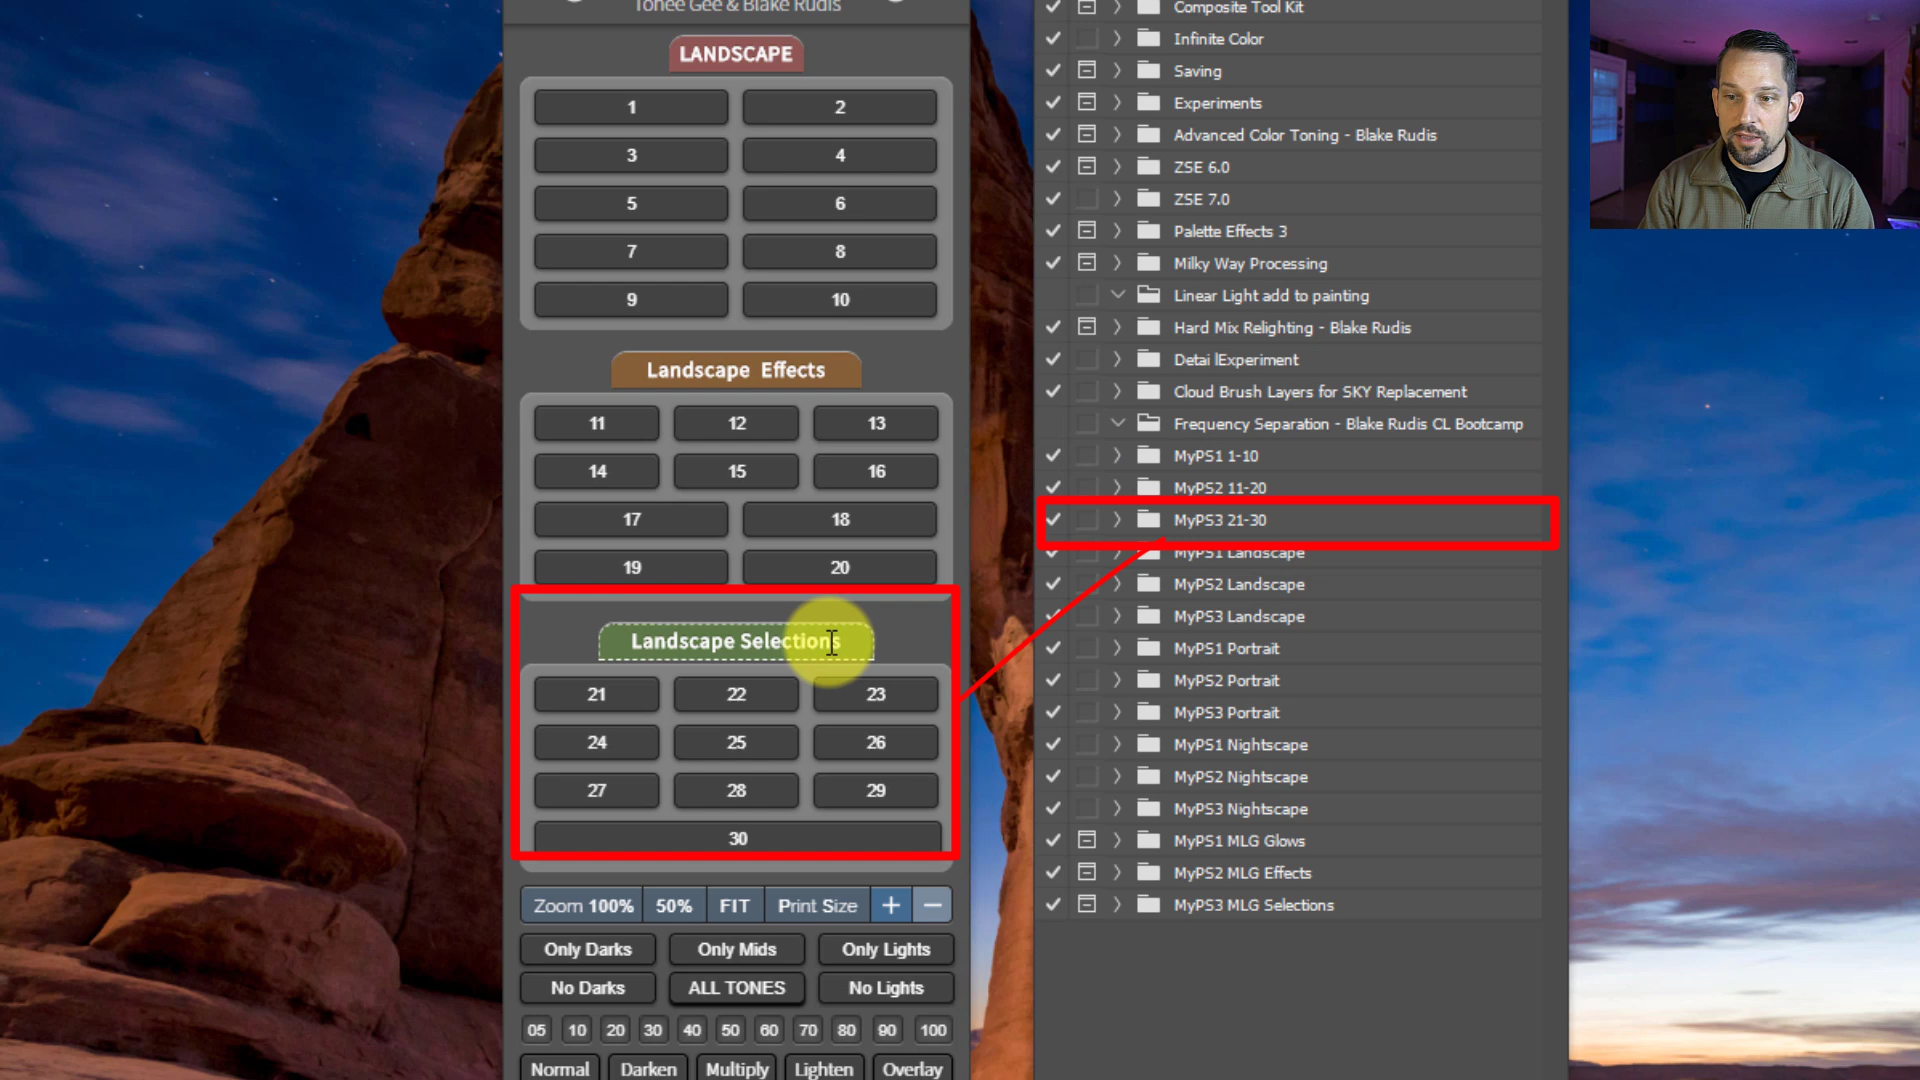 Tonee Gee & Blake Rudis
LANDSCAPE
1 2
3 4
5 6
7 8
9 10
Landscape Effects
11 12 13
14 15 16
17 18
19 20
Landscape Selections
21 22 23
24 25 26
27 28 29
30
Zoom 100% 50% FIT Print Size + −
Only Darks Only Mids Only Lights
No Darks ALL TONES No Lights
05 10 20 30 40 50 60 70 80 90 100
Normal Darken Multiply Lighten Overlay
Composite Tool Kit
Infinite Color
Saving
Experiments
Advanced Color Toning - Blake Rudis
ZSE 6.0
ZSE 7.0
Palette Effects 3
Milky Way Processing
Linear Light add to painting
Hard Mix Relighting - Blake Rudis
Detai lExperiment
Cloud Brush Layers for SKY Replacement
Frequency Separation - Blake Rudis CL Bootcamp
MyPS1 1-10
MyPS2 11-20
MyPS3 21-30
MyPS1 Landscape
MyPS2 Landscape
MyPS3 Landscape
MyPS1 Portrait
MyPS2 Portrait
MyPS3 Portrait
MyPS1 Nightscape
MyPS2 Nightscape
MyPS3 Nightscape
MyPS1 MLG Glows
MyPS2 MLG Effects
MyPS3 MLG Selections